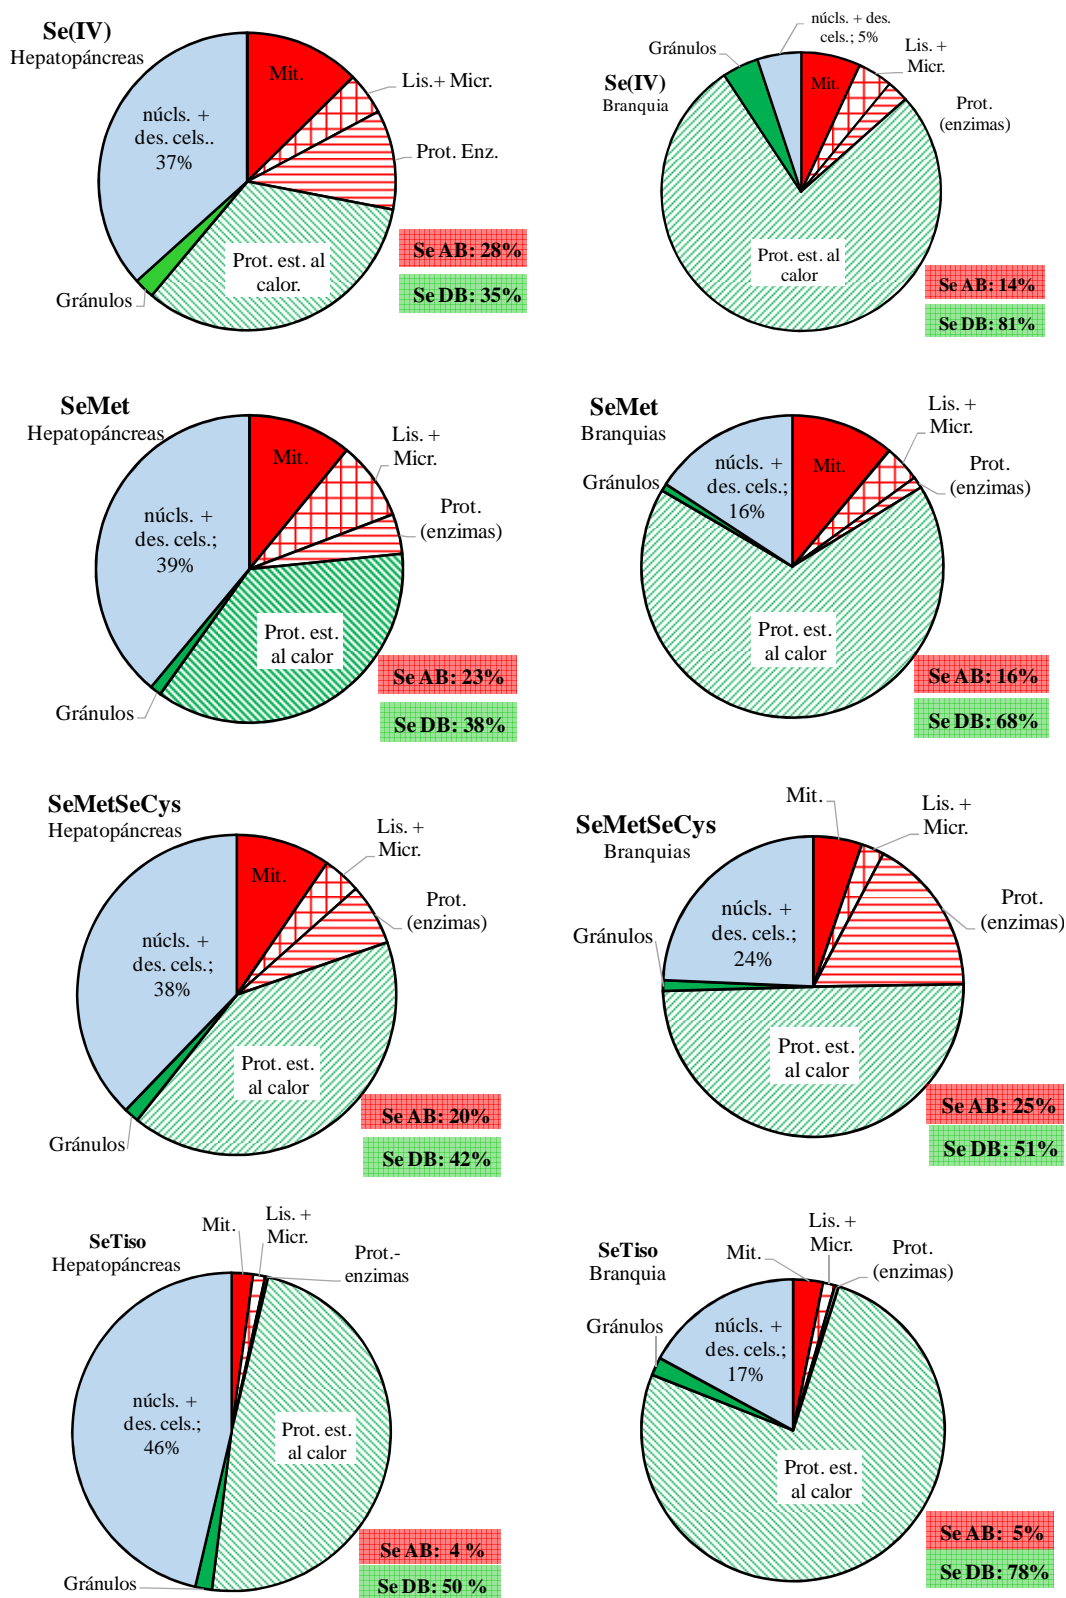 Se(IV)
Hepatopáncreas
núcls. +
des. cels..
37%
Mit.
Lis.+ Micr.
Prot. Enz.
Prot. est. al
calor.
Gránulos
Se AB: 28%
Se DB: 35%
Se(IV)
Branquia
Gránulos
núcls. + des.
cels.; 5%
Mit.
Lis. +
Micr.
Prot.
(enzimas)
Prot. est. al
calor
Se AB: 14%
Se DB: 81%
SeMet
Hepatopáncreas
núcls. +
des. cels.;
39%
Mit.
Lis. +
Micr.
Prot.
(enzimas)
Prot. est.
al calor
Gránulos
Se AB: 23%
Se DB: 38%
SeMet
Branquias
Gránulos
núcls. +
des. cels.;
16%
Mit.
Lis. +
Micr.
Prot.
(enzimas)
Prot. est.
al calor
Se AB: 16%
Se DB: 68%
SeMetSeCys
Hepatopáncreas
núcls. +
des. cels.;
38%
Mit.
Lis. +
Micr.
Prot.
(enzimas)
Prot. est.
al calor
Gránulos
Se AB: 20%
Se DB: 42%
SeMetSeCys
Branquias
Gránulos
núcls. +
des. cels.;
24%
Mit.
Lis. +
Micr.
Prot.
(enzimas)
Prot. est.
al calor
Se AB: 25%
Se DB: 51%
SeTiso
Hepatopáncreas
núcls. +
des. cels.;
46%
Mit.
Lis. +
Micr.
Prot.-
enzimas
Prot. est.
al calor
Gránulos
Se AB: 4 %
Se DB: 50 %
SeTiso
Branquia
Gránulos
núcls. +
des. cels.;
17%
Mit.
Lis. +
Micr.
Prot.
(enzimas)
Prot. est.
al calor
Se AB: 5%
Se DB: 78%